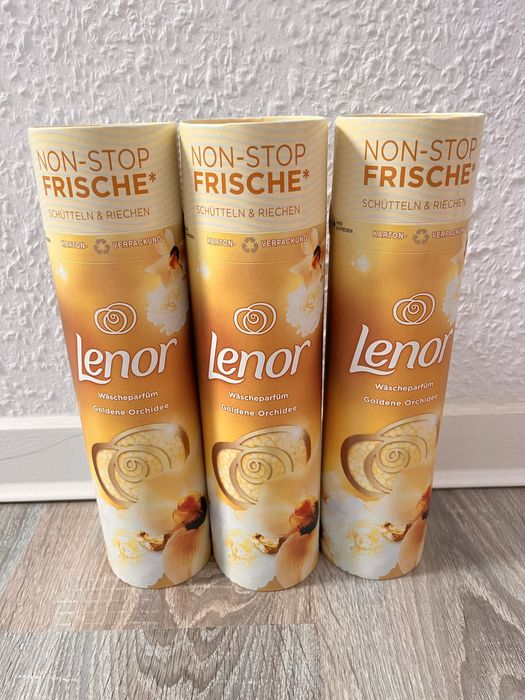 NON-STOP
FRISCHE*
SCHÜTTELN & RIECHEN
KARTON- VERPACKUNG
Lenor
Wäscheparfüm
Goldene Orchidee
NON-STOP
FRISCHE*
SCHÜTTELN & RIECHEN
KARTON- VERPACKUNG
Lenor
Wäscheparfüm
Goldene Orchidee
NON-STOP
FRISCHE*
SCHÜTTELN & RIECHEN
HIER
KARTON- VERPACKUNG
Lenor
Wäscheparfüm
Goldene Orchidee